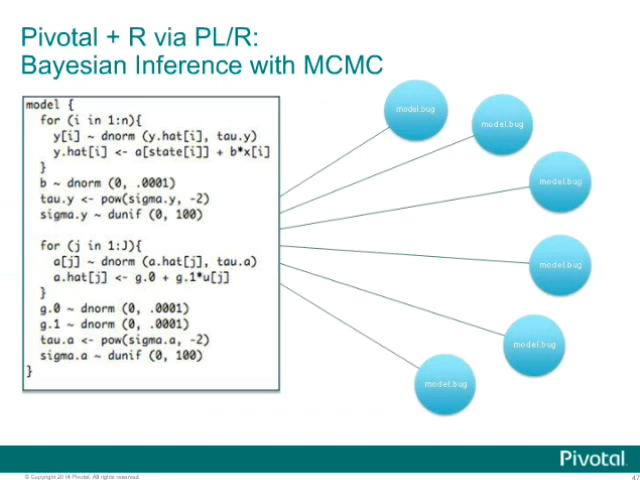 Pivotal + R via PL/R:
Bayesian Inference with MCMC
model {
for (i in 1:n){
y[i] ~ dnorm (y.hat[i], tau.y)
y.hat[i] <- a[state[i]] + b*x[i]
}
b ~ dnorm (0, .0001)
tau.y <- pow(sigma.y, -2)
sigma.y ~ dunif (0, 100)
for (j in 1:J){
a[j] ~ dnorm (a.hat[j], tau.a)
a.hat[j] <- g.0 + g.1*u[j]
}
g.0 ~ dnorm (0, .0001)
g.1 ~ dnorm (0, .0001)
tau.a <- pow(sigma.a, -2)
sigma.a ~ dunif (0, 100)
}
model.bug
model.bug
model.bug
model.bug
model.bug
model.bug
Pivotal
© Copyright 2014 Pivotal. All rights reserved.
47